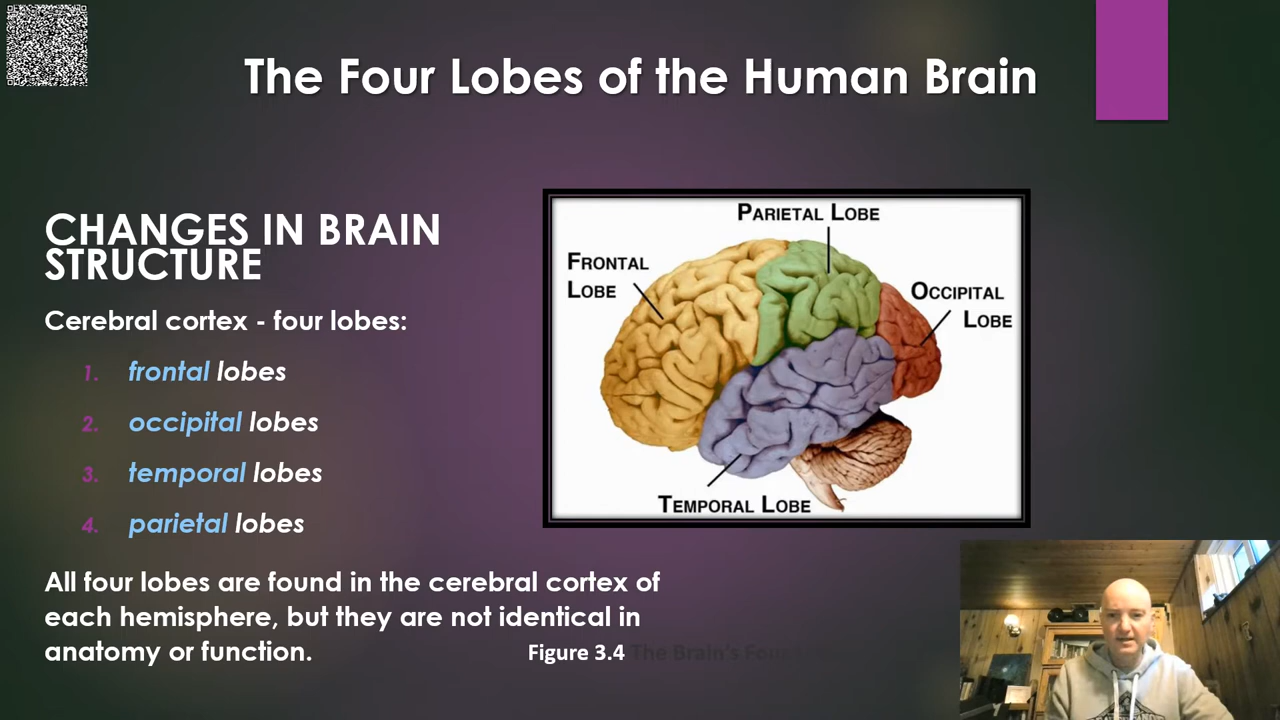 The Four Lobes of the Human Brain
CHANGES IN BRAIN
STRUCTURE
Cerebral cortex - four lobes:
1. frontal lobes
2. occipital lobes
3. temporal lobes
4. parietal lobes
All four lobes are found in the cerebral cortex of
each hemisphere, but they are not identical in
anatomy or function.
PARIETAL LOBE
FRONTAL
LOBE
OCCIPITAL
LOBE
TEMPORAL LOBE
Figure 3.4 The Brain's Four